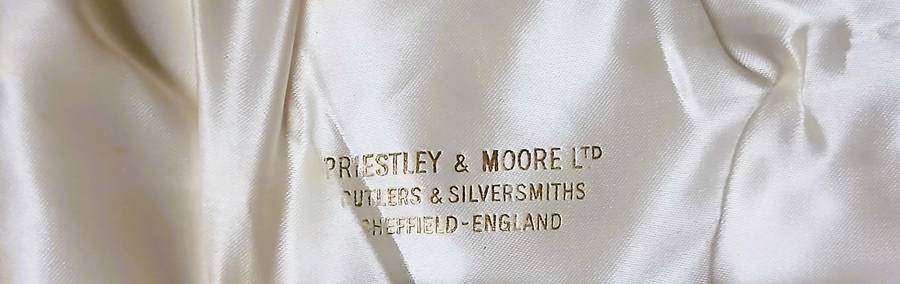 PRIESTLEY & MOORE LTD
CUTLERS & SILVERSMITHS
SHEFFIELD-ENGLAND